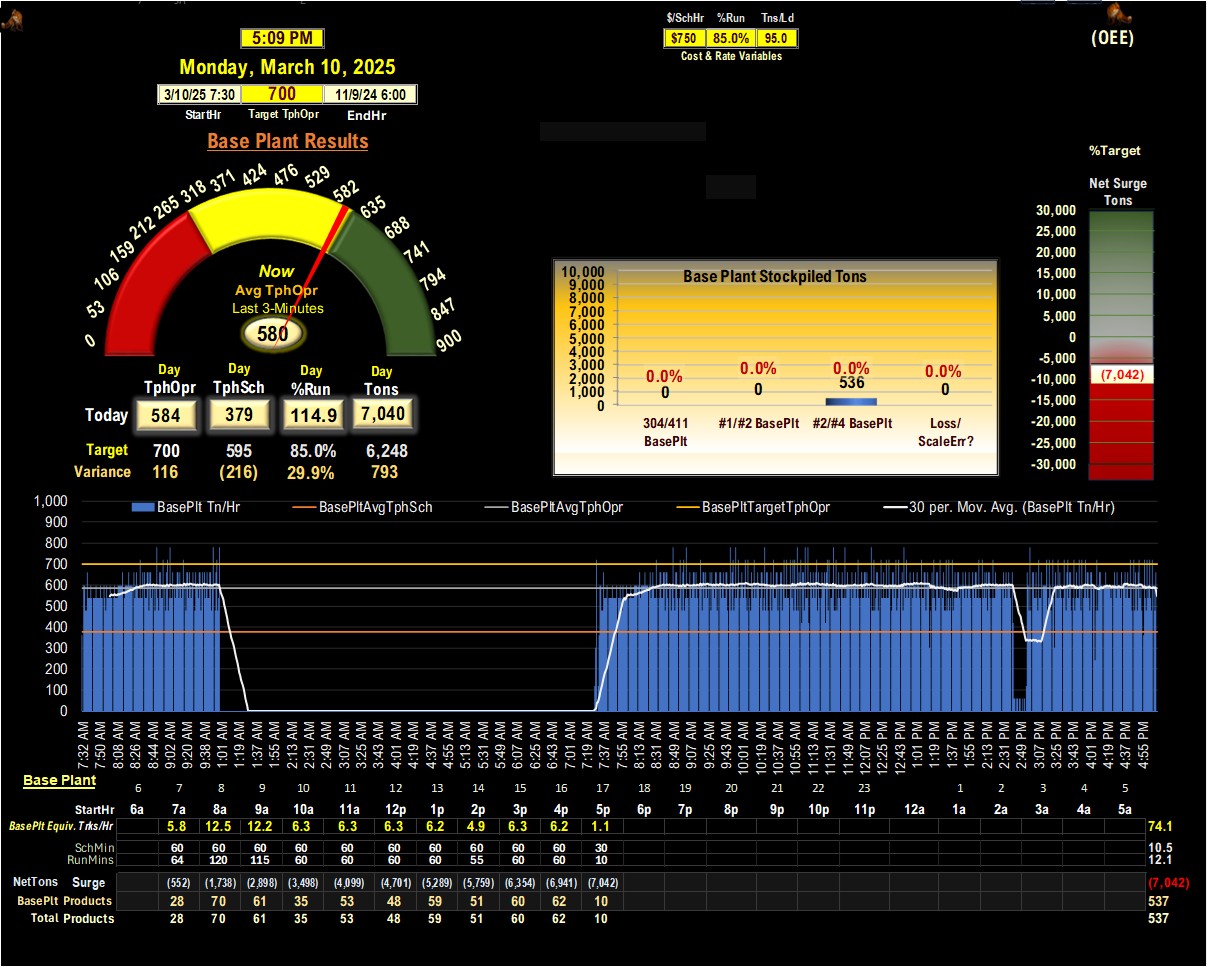 $/SchHr %Run Tns/Ld
5:09 PM
$750 85.0% 95.0
(OEE)
Cost & Rate Variables
Monday, March 10, 2025
3/10/25 7:30 700 11/9/24 6:00
StartHr Target TphOpr EndHr
Base Plant Results
%Target
Net Surge
Tons
0 53 106 159 212 265 318 371 424 476 529 582 635 688 741 794 847 900
Now
Avg TphOpr
Last 3-Minutes
580
Day Day Day Day
TphOpr TphSch %Run Tons
Today 584 379 114.9 7,040
Target 700 595 85.0% 6,248
Variance 116 (216) 29.9% 793
Base Plant Stockpiled Tons
10,000
9,000
8,000
7,000
6,000
5,000
4,000
3,000
2,000
1,000
0
0.0% 0.0% 0.0% 0.0%
0 0 536 0
304/411 #1/#2 BasePlt #2/#4 BasePlt Loss/
BasePlt ScaleErr?
30,000
25,000
20,000
15,000
10,000
5,000
0
-5,000
(7,042)
-10,000
-15,000
-20,000
-25,000
-30,000
BasePlt Tn/Hr BasePltAvgTphSch BasePltAvgTphOpr BasePltTargetTphOpr 30 per. Mov. Avg. (BasePlt Tn/Hr)
1,000
900
800
700
600
500
400
300
200
100
0
7:32 AM 7:50 AM 8:08 AM 8:26 AM 8:44 AM 9:02 AM 9:20 AM 9:38 AM 1:01 AM 1:19 AM 1:37 AM 1:55 AM 2:13 AM 2:31 AM 2:49 AM 3:07 AM 3:25 AM 3:43 AM 4:01 AM 4:19 AM 4:37 AM 4:55 AM 5:13 AM 5:31 AM 5:49 AM 6:07 AM 6:25 AM 6:43 AM 7:01 AM 7:19 AM 7:37 AM 7:55 AM 8:13 AM 8:31 AM 8:49 AM 9:07 AM 9:25 AM 9:43 AM 10:01 AM 10:19 AM 10:37 AM 10:55 AM 11:13 AM 11:31 AM 11:49 AM 12:07 PM 12:25 PM 12:43 PM 1:01 PM 1:19 PM 1:37 PM 1:55 PM 2:13 PM 2:31 PM 2:49 PM 3:07 PM 3:25 PM 3:43 PM 4:01 PM 4:19 PM 4:37 PM 4:55 PM
Base Plant
6 7 8 9 10 11 12 13 14 15 16 17 18 19 20 21 22 23 1 2 3 4 5
StartHr 6a 7a 8a 9a 10a 11a 12p 1p 2p 3p 4p 5p 6p 7p 8p 9p 10p 11p 12a 1a 2a 3a 4a 5a
BasePlt Equiv. Trks/Hr 5.8 12.5 12.2 6.3 6.3 6.3 6.2 4.9 6.3 6.2 1.1 74.1
SchMin 60 60 60 60 60 60 60 60 60 60 30 10.5
RunMins 64 120 115 60 60 60 60 55 60 60 10 12.1
NetTons Surge (552) (1,738) (2,898) (3,498) (4,099) (4,701) (5,289) (5,759) (6,354) (6,941) (7,042) (7,042)
BasePlt Products 28 70 61 35 53 48 59 51 60 62 10 537
Total Products 28 70 61 35 53 48 59 51 60 62 10 537